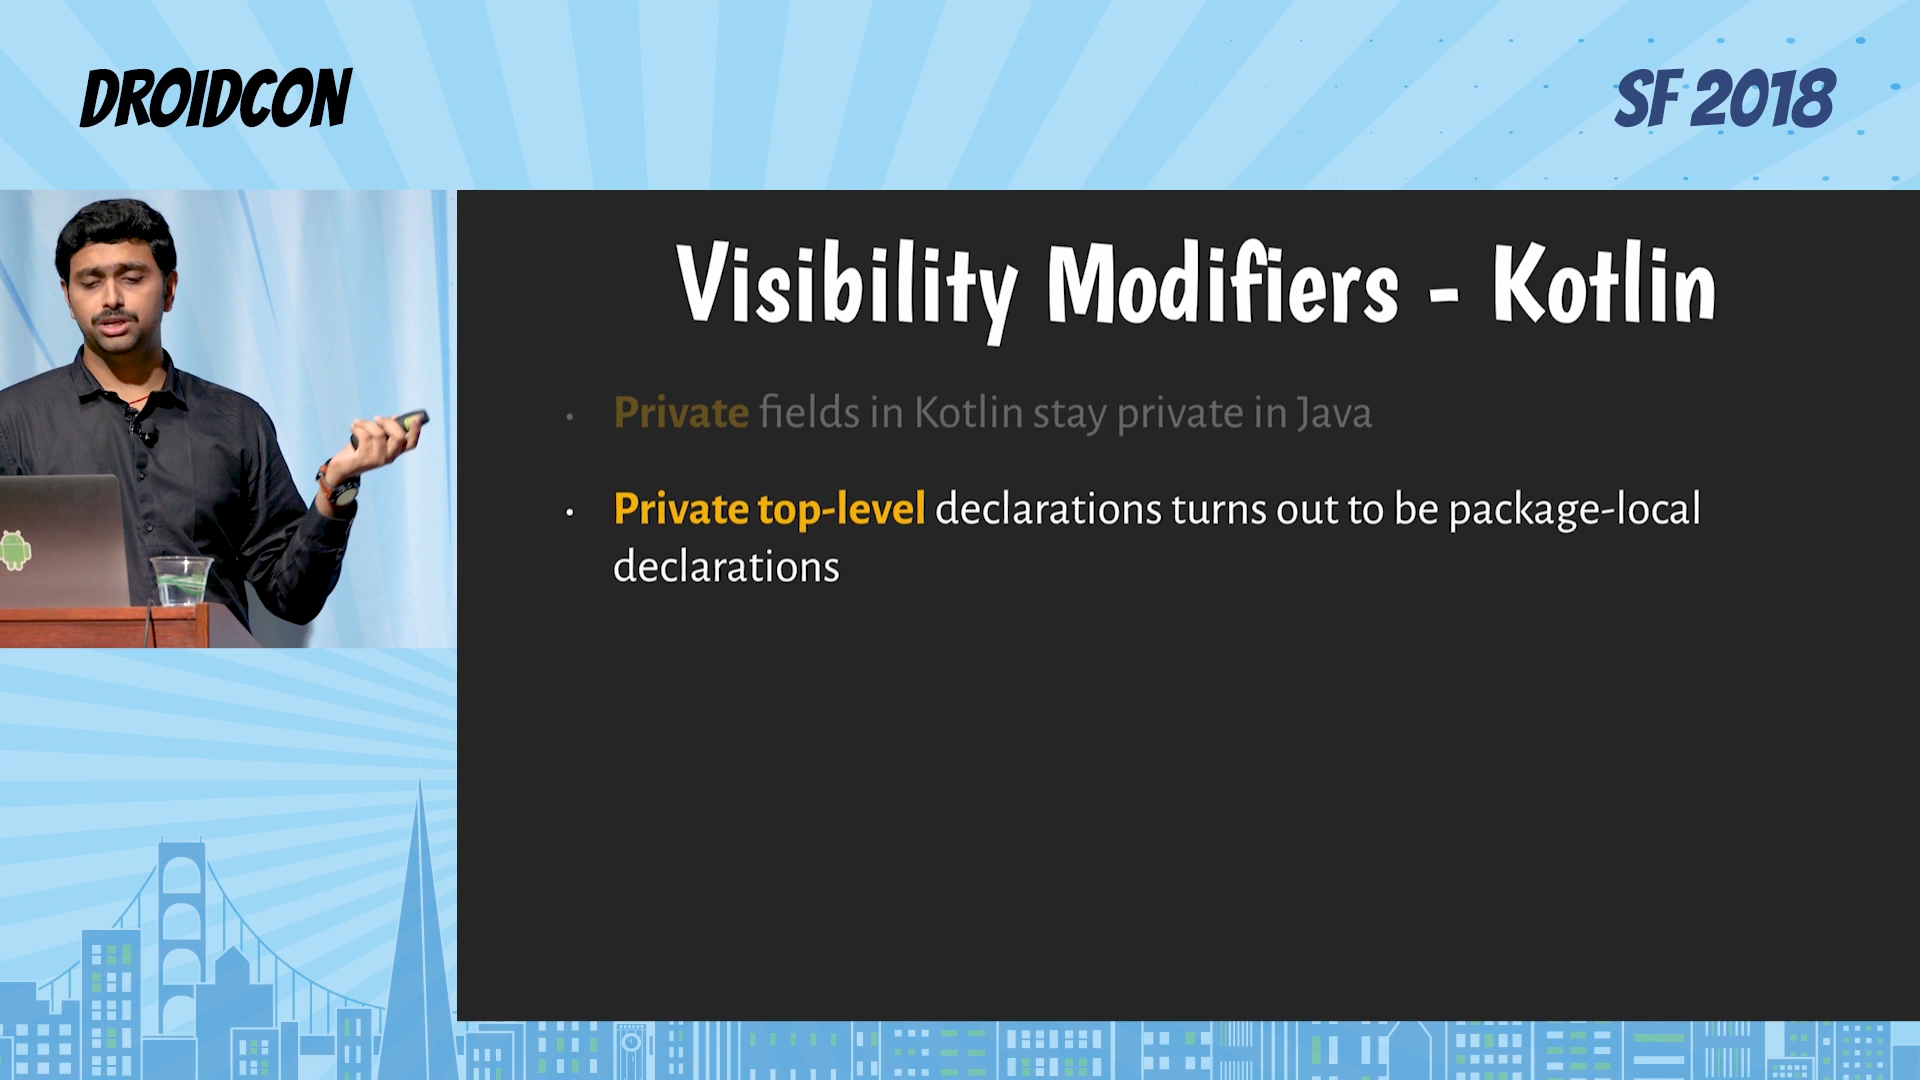 DROIDCON
SF 2018
Visibility Modifiers - Kotlin
• Private fields in Kotlin stay private in Java
• Private top-level declarations turns out to be package-local
declarations